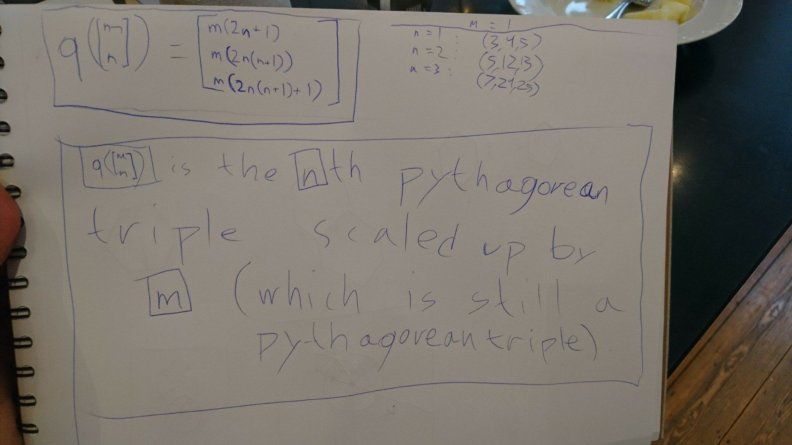 q([m n]) = [m(2n+1)
m(2n(n+1))
m(2n(n+1)+1)]
m = 1
n=1: (3,4,5)
n=2: (5,12,13)
n=3: (7,24,25)
q([m n]) is the nth pythagorean
triple scaled up by
m (which is still a
pythagorean triple)